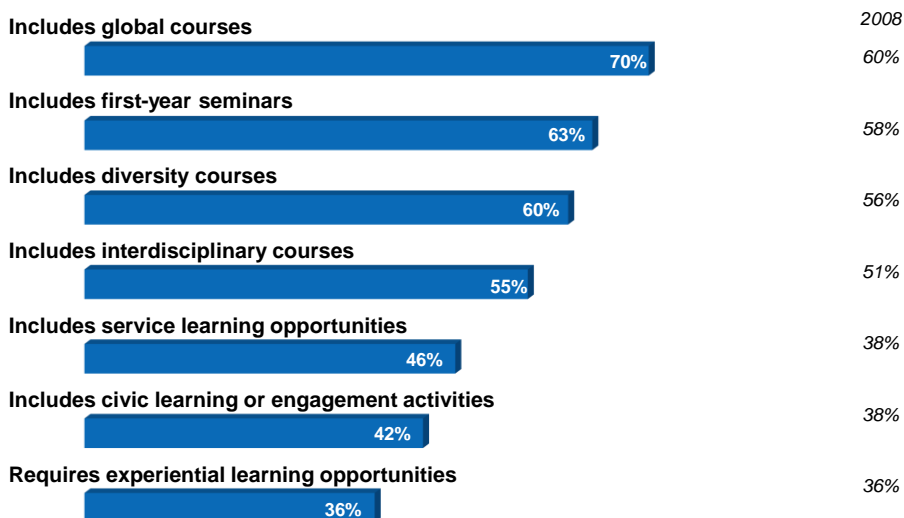 2008
Includes global courses
70%
60%
Includes first-year seminars
63%
58%
Includes diversity courses
60%
56%
Includes interdisciplinary courses
55%
51%
Includes service learning opportunities
46%
38%
Includes civic learning or engagement activities
42%
38%
Requires experiential learning opportunities
36%
36%